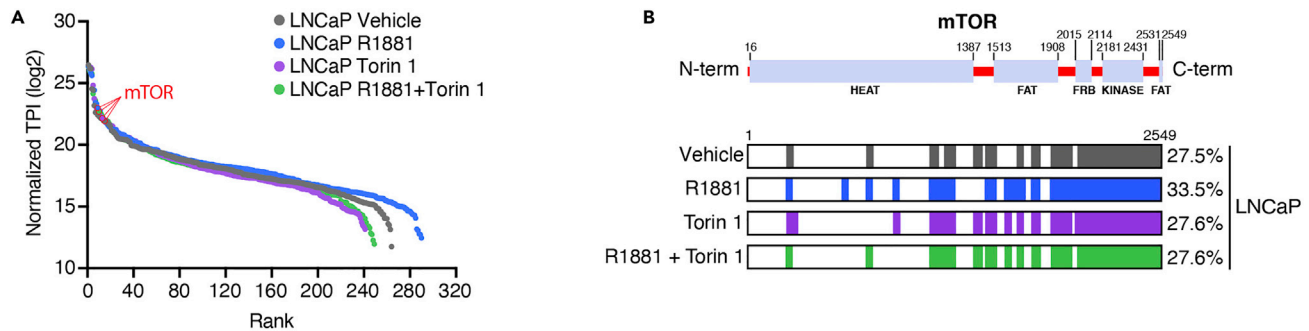 A
LNCaP Vehicle
LNCaP R1881
LNCaP Torin 1
LNCaP R1881+Torin 1
mTOR
Normalized TPI (log2)
30
25
20
15
10
0 40 80 120 160 200 240 280 320
Rank
B
mTOR
16 1387 1513 1908 2015 2114 2181 2431 2531 2549
N-term C-term
HEAT FAT FRB KINASE FAT
1 2549
Vehicle 27.5%
R1881 33.5%
Torin 1 27.6%
R1881 + Torin 1 27.6%
LNCaP